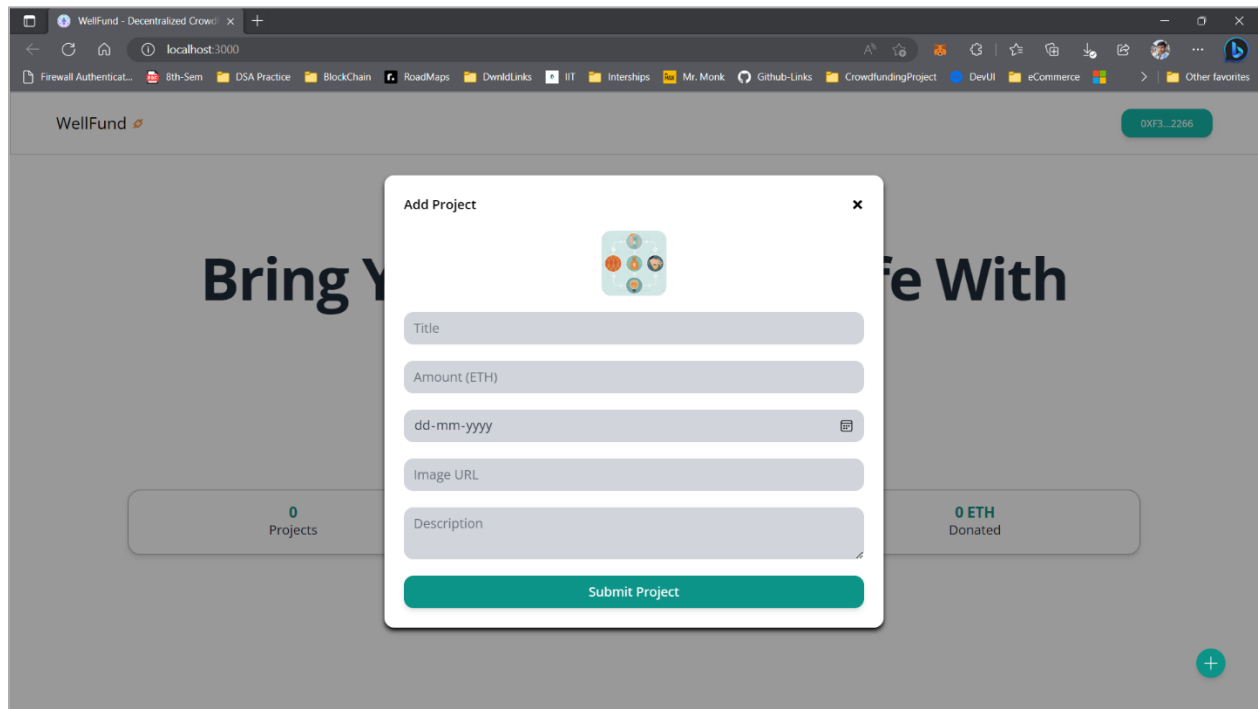 WellFund - Decentralized Crowd
localhost:3000
Firewall Authenticat... 8th-Sem DSA Practice BlockChain RoadMaps DwnldLinks IIT Interships Mr. Monk Github-Links CrowdfundingProject DevUI eCommerce Other favorites
WellFund
0XF3...2266
Add Project
Bring Y
fe With
Title
Amount (ETH)
dd-mm-yyyy
Image URL
Description
0
Projects
0 ETH
Donated
Submit Project